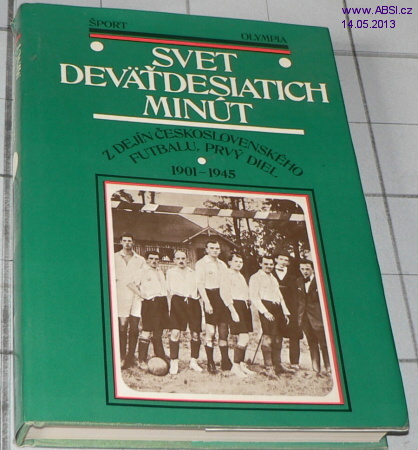 www.ABSI.cz
14.05.2013
ŠPORT OLYMPIA
SVET
DEVÄŤDESIATICH
MINÚT
Z DEJÍN ČESKOSLOVENSKÉHO
FUTBALU, PRVÝ DIEL
1901-1945